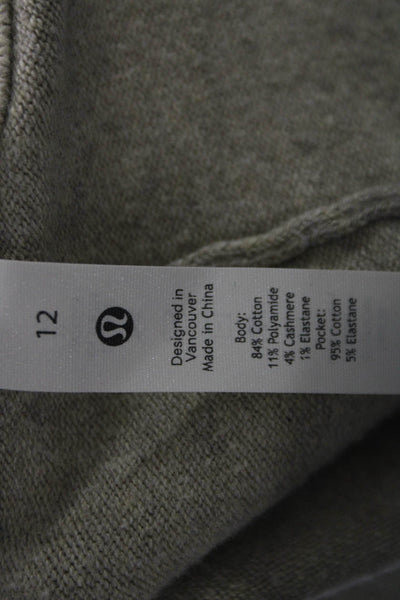 12
Designed in
Vancouver
Made in China
Body:
84% Cotton
11% Polyamide
4% Cashmere
1% Elastane
Pocket:
95% Cotton
5% Elastane